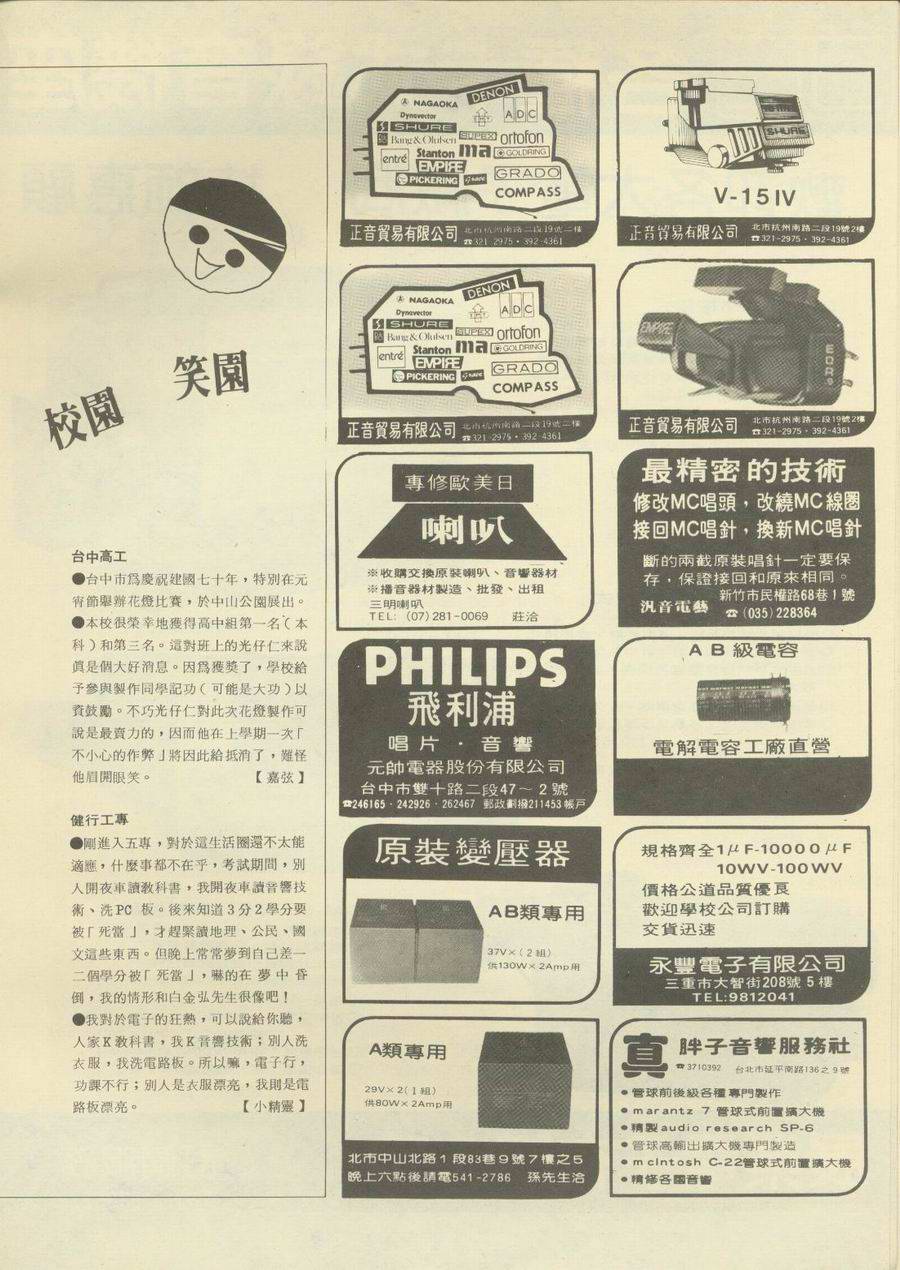 校園 笑園
台中高工
●台中市爲慶祝建國七十年，特別在元
宵節舉辦花燈比賽，於中山公園展出。
●本校很榮幸地獲得高中組第一名（本
科）和第三名。這對班上的光仔仁來說
眞是個大好消息。因爲獲奬了，學校給
予參與製作同學記功（可能是大功）以
資鼓勵。不巧光仔仁對此次花燈製作可
說是最賣力的，因而他在上學期一次「
不小心的作弊」將因此給抵消了，難怪
他眉開眼笑。 【嘉弦】
健行工專
●剛進入五專，對於這生活圈還不太能
適應，什麼事都不在乎，考試期間，別
人開夜車讀敎科書，我開夜車讀音響技
術、洗PC 板。後來知道3分2學分要
被「死當」，才趕緊讀地理、公民、國
文這些東西。但晚上常常夢到自己差一
二個學分被「死當」，嚇的在夢中昏
倒，我的情形和白金弘先生很像吧！
●我對於電子的狂熱，可以說給你聽，
人家K敎科書，我K音響技術；別人洗
衣服，我洗電路板。所以嘛，電子行，
功課不行；別人是衣服漂亮，我則是電
路板漂亮。 【小精靈】
NAGAOKA DENON
Dynavector ADC
SHURE
Bang & Olufsen SUPEX ortofon
entré Stanton ma GOLDRING
EMPIRE
PICKERING GRADO
COMPASS
正音貿易有限公司 北市杭州南路二段19號二樓
☎321-2975・392-4361
NAGAOKA DENON
Dynavector ADC
SHURE
Bang & Olufsen SUPEX ortofon
entré Stanton ma GOLDRING
EMPIRE
PICKERING GRADO
COMPASS
正音貿易有限公司 北市杭州南路二段19號二樓
☎321-2975・392-4361
專修歐美日
喇叭
※收購交換原裝喇叭、音響器材
※播音器材製造、批發、出租
三明喇叭
TEL: (07)281-0069 莊洽
PHILIPS
飛利浦
唱片・音響
元帥電器股份有限公司
台中市雙十路二段47～2號
☎246165・242926・262467 郵政劃撥211453帳戶
原裝變壓器
AB類專用
37V×(2組)
供130W×2Amp用
A類專用
29V×2(1組)
供80W×2Amp用
北市中山北路1段83巷9號7樓之5
晚上六點後請電541-2786 孫先生洽
SHURE
V-15IV
正音貿易有限公司 北市杭州南路二段19號2樓
☎321-2975・392-4361
EMPIRE
EDR.9
正音貿易有限公司 北市杭州南路二段19號2樓
☎321-2975・392-4361
最精密的技術
修改MC唱頭，改繞MC線圈
接回MC唱針，換新MC唱針
斷的兩截原裝唱針一定要保
存，保證接回和原來相同。
新竹市民權路68巷1號
汎音電藝 ☎(035)228364
AB級電容
電解電容工廠直營
規格齊全1μF-10000μF
10WV-100WV
價格公道品質優良
歡迎學校公司訂購
交貨迅速
永豐電子有限公司
三重市大智街208號5樓
TEL:9812041
真 胖子音響服務社
☎3710392 台北市延平南路136之9號
●管球前後級各種專門製作
●marantz 7 管球式前置擴大機
●精製audio research SP-6
●管球高輸出擴大機專門製造
●mcIntosh C-22管球式前置擴大機
●精修各國音響